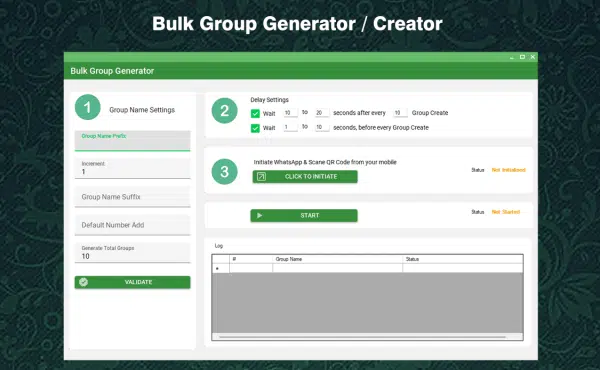 Bulk Group Generator / Creator
Bulk Group Generator
1
Group Name Settings
Group Name Prefix
Increment
1
Group Name Suffix
Default Number Add
Generate Total Groups
10
VALIDATE
2
Delay Settings
Wait 10 to 20 seconds after every 10 Group Create
Wait 1 to 10 seconds, before every Group Create
3
Initiate WhatsApp & Scane QR Code from your mobile
CLICK TO INITIATE
Status Not Initialised
START
Status Not Started
Log
# Group Name Status